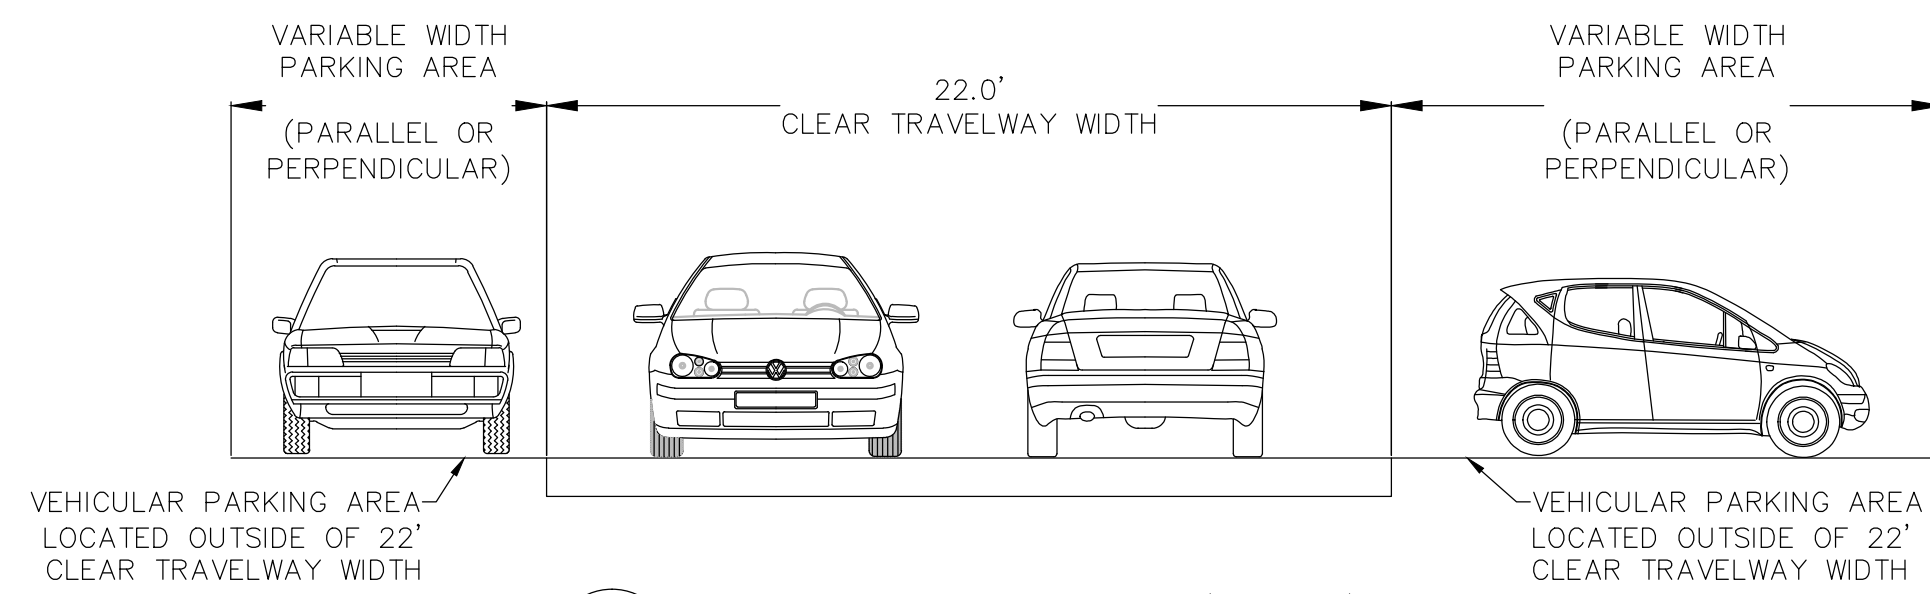 VARIABLE WIDTH
PARKING AREA
(PARALLEL OR
PERPENDICULAR)
22.0'
CLEAR TRAVELWAY WIDTH
VARIABLE WIDTH
PARKING AREA
(PARALLEL OR
PERPENDICULAR)
VEHICULAR PARKING AREA
LOCATED OUTSIDE OF 22'
CLEAR TRAVELWAY WIDTH
VEHICULAR PARKING AREA
LOCATED OUTSIDE OF 22'
CLEAR TRAVELWAY WIDTH